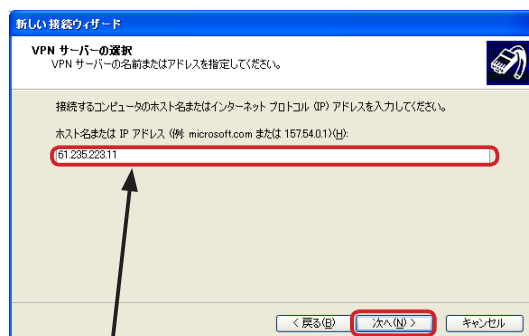 新しい接続ウィザード
VPN サーバーの選択
VPN サーバーの名前またはアドレスを指定してください。
接続するコンピュータのホスト名またはインターネット プロトコル (IP) アドレスを入力してください。
ホスト名または IP アドレス (例: microsoft.com または 157.54.0.1)(H):
61.235.223.11
< 戻る(B)
次へ(N) >
キャンセル